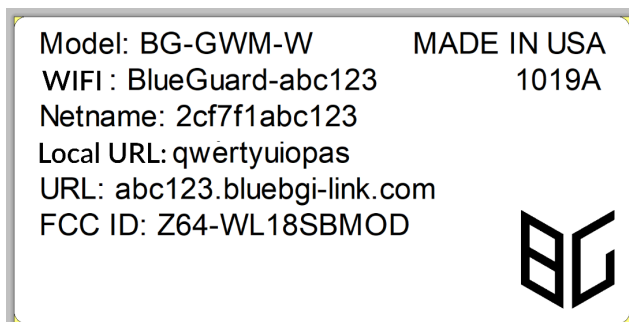 Model: BG-GWM-W MADE IN USA
WIFI : BlueGuard-abc123 1019A
Netname: 2cf7f1abc123
Local URL: qwertyuiopas
URL: abc123.bluebgi-link.com
FCC ID: Z64-WL18SBMOD
BG